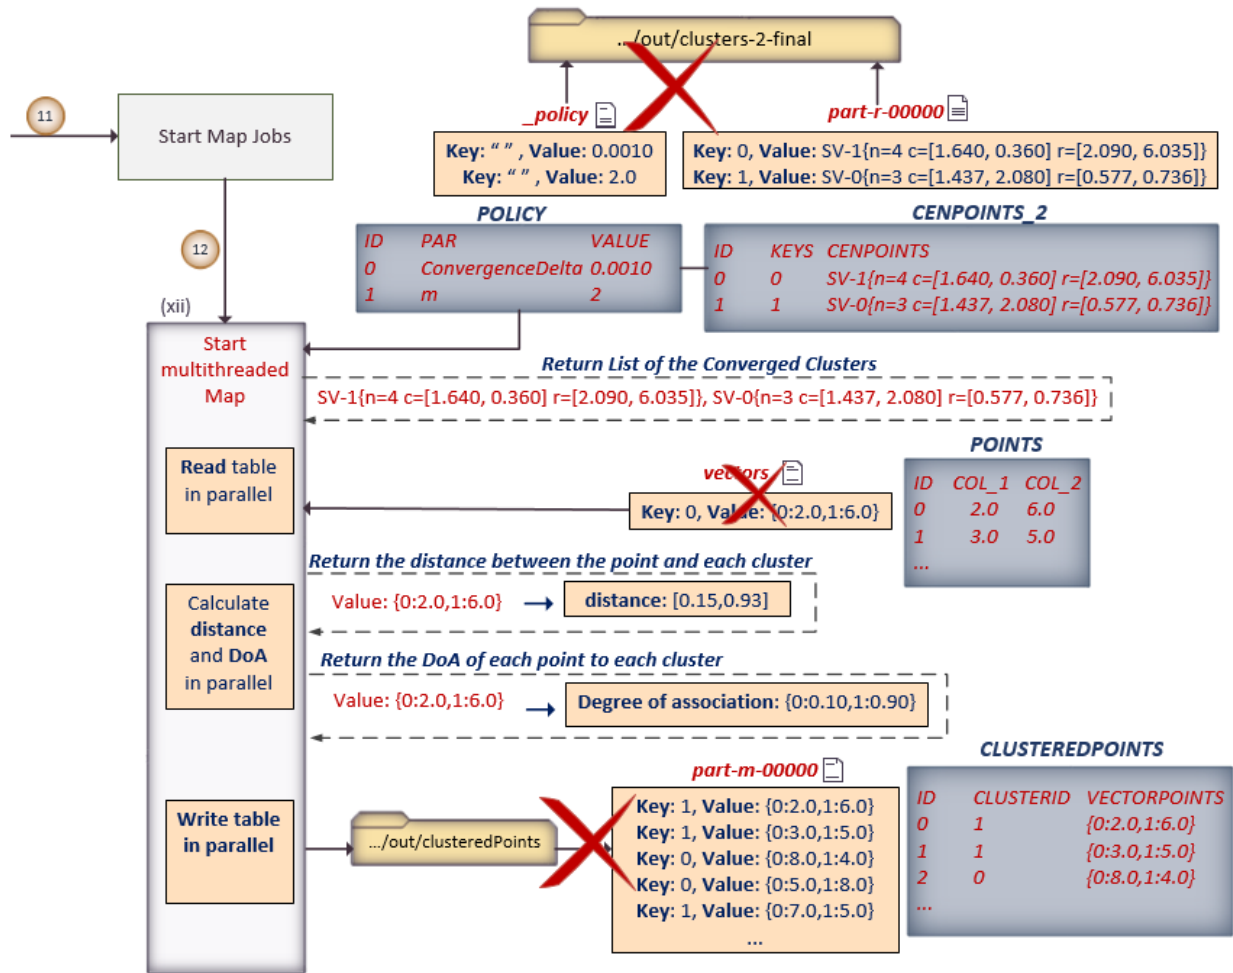 .../out/clusters-2-final
11
Start Map Jobs
_policy
part-r-00000
Key: “ ” , Value: 0.0010
Key: “ ” , Value: 2.0
Key: 0, Value: SV-1{n=4 c=[1.640, 0.360] r=[2.090, 6.035]}
Key: 1, Value: SV-0{n=3 c=[1.437, 2.080] r=[0.577, 0.736]}
POLICY
CENPOINTS_2
12
ID PAR VALUE
0 ConvergenceDelta 0.0010
1 m 2
ID KEYS CENPOINTS
0 0 SV-1{n=4 c=[1.640, 0.360] r=[2.090, 6.035]}
1 1 SV-0{n=3 c=[1.437, 2.080] r=[0.577, 0.736]}
(xii)
Start
multithreaded
Map
Return List of the Converged Clusters
SV-1{n=4 c=[1.640, 0.360] r=[2.090, 6.035]}, SV-0{n=3 c=[1.437, 2.080] r=[0.577, 0.736]}
Read table
in parallel
vectors
Key: 0, Value: {0:2.0,1:6.0}
POINTS
ID COL_1 COL_2
0 2.0 6.0
1 3.0 5.0
...
Return the distance between the point and each cluster
Value: {0:2.0,1:6.0}
distance: [0.15,0.93]
Calculate
distance
and DoA
in parallel
Return the DoA of each point to each cluster
Value: {0:2.0,1:6.0}
Degree of association: {0:0.10,1:0.90}
Write table
in parallel
.../out/clusteredPoints
part-m-00000
Key: 1, Value: {0:2.0,1:6.0}
Key: 1, Value: {0:3.0,1:5.0}
Key: 0, Value: {0:8.0,1:4.0}
Key: 0, Value: {0:5.0,1:8.0}
Key: 1, Value: {0:7.0,1:5.0}
...
CLUSTEREDPOINTS
ID CLUSTERID VECTORPOINTS
0 1 {0:2.0,1:6.0}
1 1 {0:3.0,1:5.0}
2 0 {0:8.0,1:4.0}
...